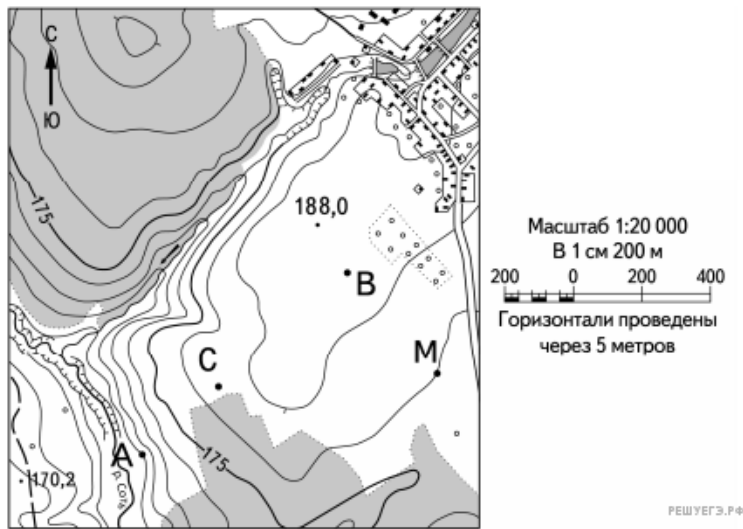 С
Ю
175
188,0
В
С
М
А
175
170,2
р. Сота
Масштаб 1:20 000
В 1 см 200 м
200 0 200 400
Горизонтали проведены
через 5 метров
РЕШУЕГЭ.РФ